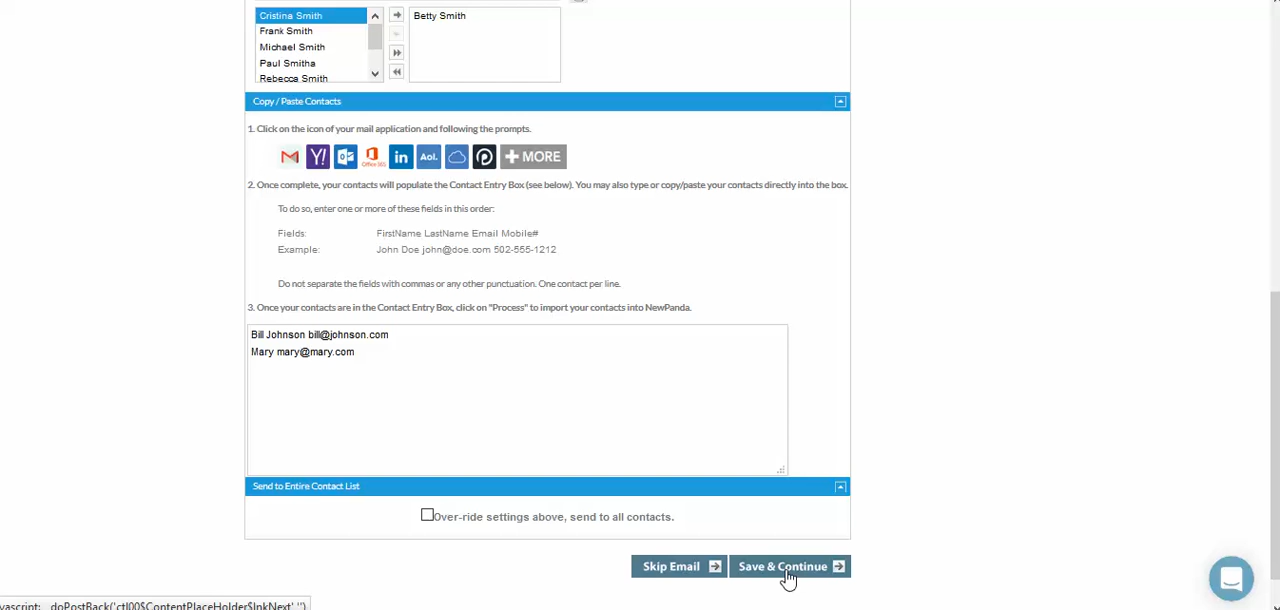 Cristina Smith
Frank Smith
Michael Smith
Paul Smitha
Rebecca Smith
Betty Smith
Copy / Paste Contacts
1. Click on the icon of your mail application and following the prompts.
Y! Office 365 in Aol. + MORE
2. Once complete, your contacts will populate the Contact Entry Box (see below). You may also type or copy/paste your contacts directly into the box.
To do so, enter one or more of these fields in this order:
Fields: FirstName LastName Email Mobile#
Example: John Doe john@doe.com 502-555-1212
Do not separate the fields with commas or any other punctuation. One contact per line.
3. Once your contacts are in the Contact Entry Box, click on "Process" to import your contacts into NewPanda.
Bill Johnson bill@johnson.com
Mary mary@mary.com
Send to Entire Contact List
Over-ride settings above, send to all contacts.
Skip Email Save & Continue
vascript:__doPostBack('ctl00$ContentPlaceHolder$lnkNext','')